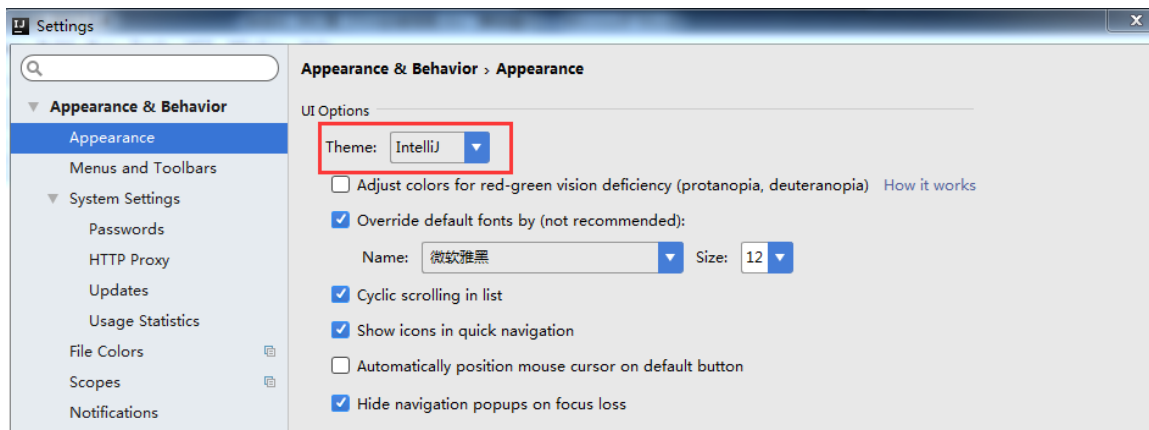 Settings
Appearance & Behavior › Appearance
Appearance & Behavior
Appearance
Menus and Toolbars
System Settings
Passwords
HTTP Proxy
Updates
Usage Statistics
File Colors
Scopes
Notifications
UI Options
Theme: IntelliJ
Adjust colors for red-green vision deficiency (protanopia, deuteranopia) How it works
Override default fonts by (not recommended):
Name: 微软雅黑 Size: 12
Cyclic scrolling in list
Show icons in quick navigation
Automatically position mouse cursor on default button
Hide navigation popups on focus loss